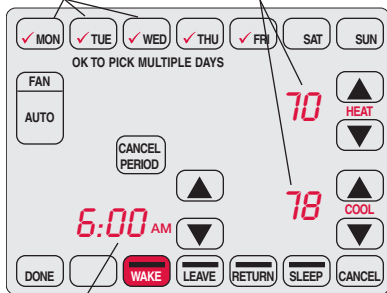 MON TUE WED THU FRI SAT SUN
OK TO PICK MULTIPLE DAYS
FAN
AUTO
70
HEAT
CANCEL
PERIOD
78
COOL
6:00 AM
DONE WAKE LEAVE RETURN SLEEP CANCEL